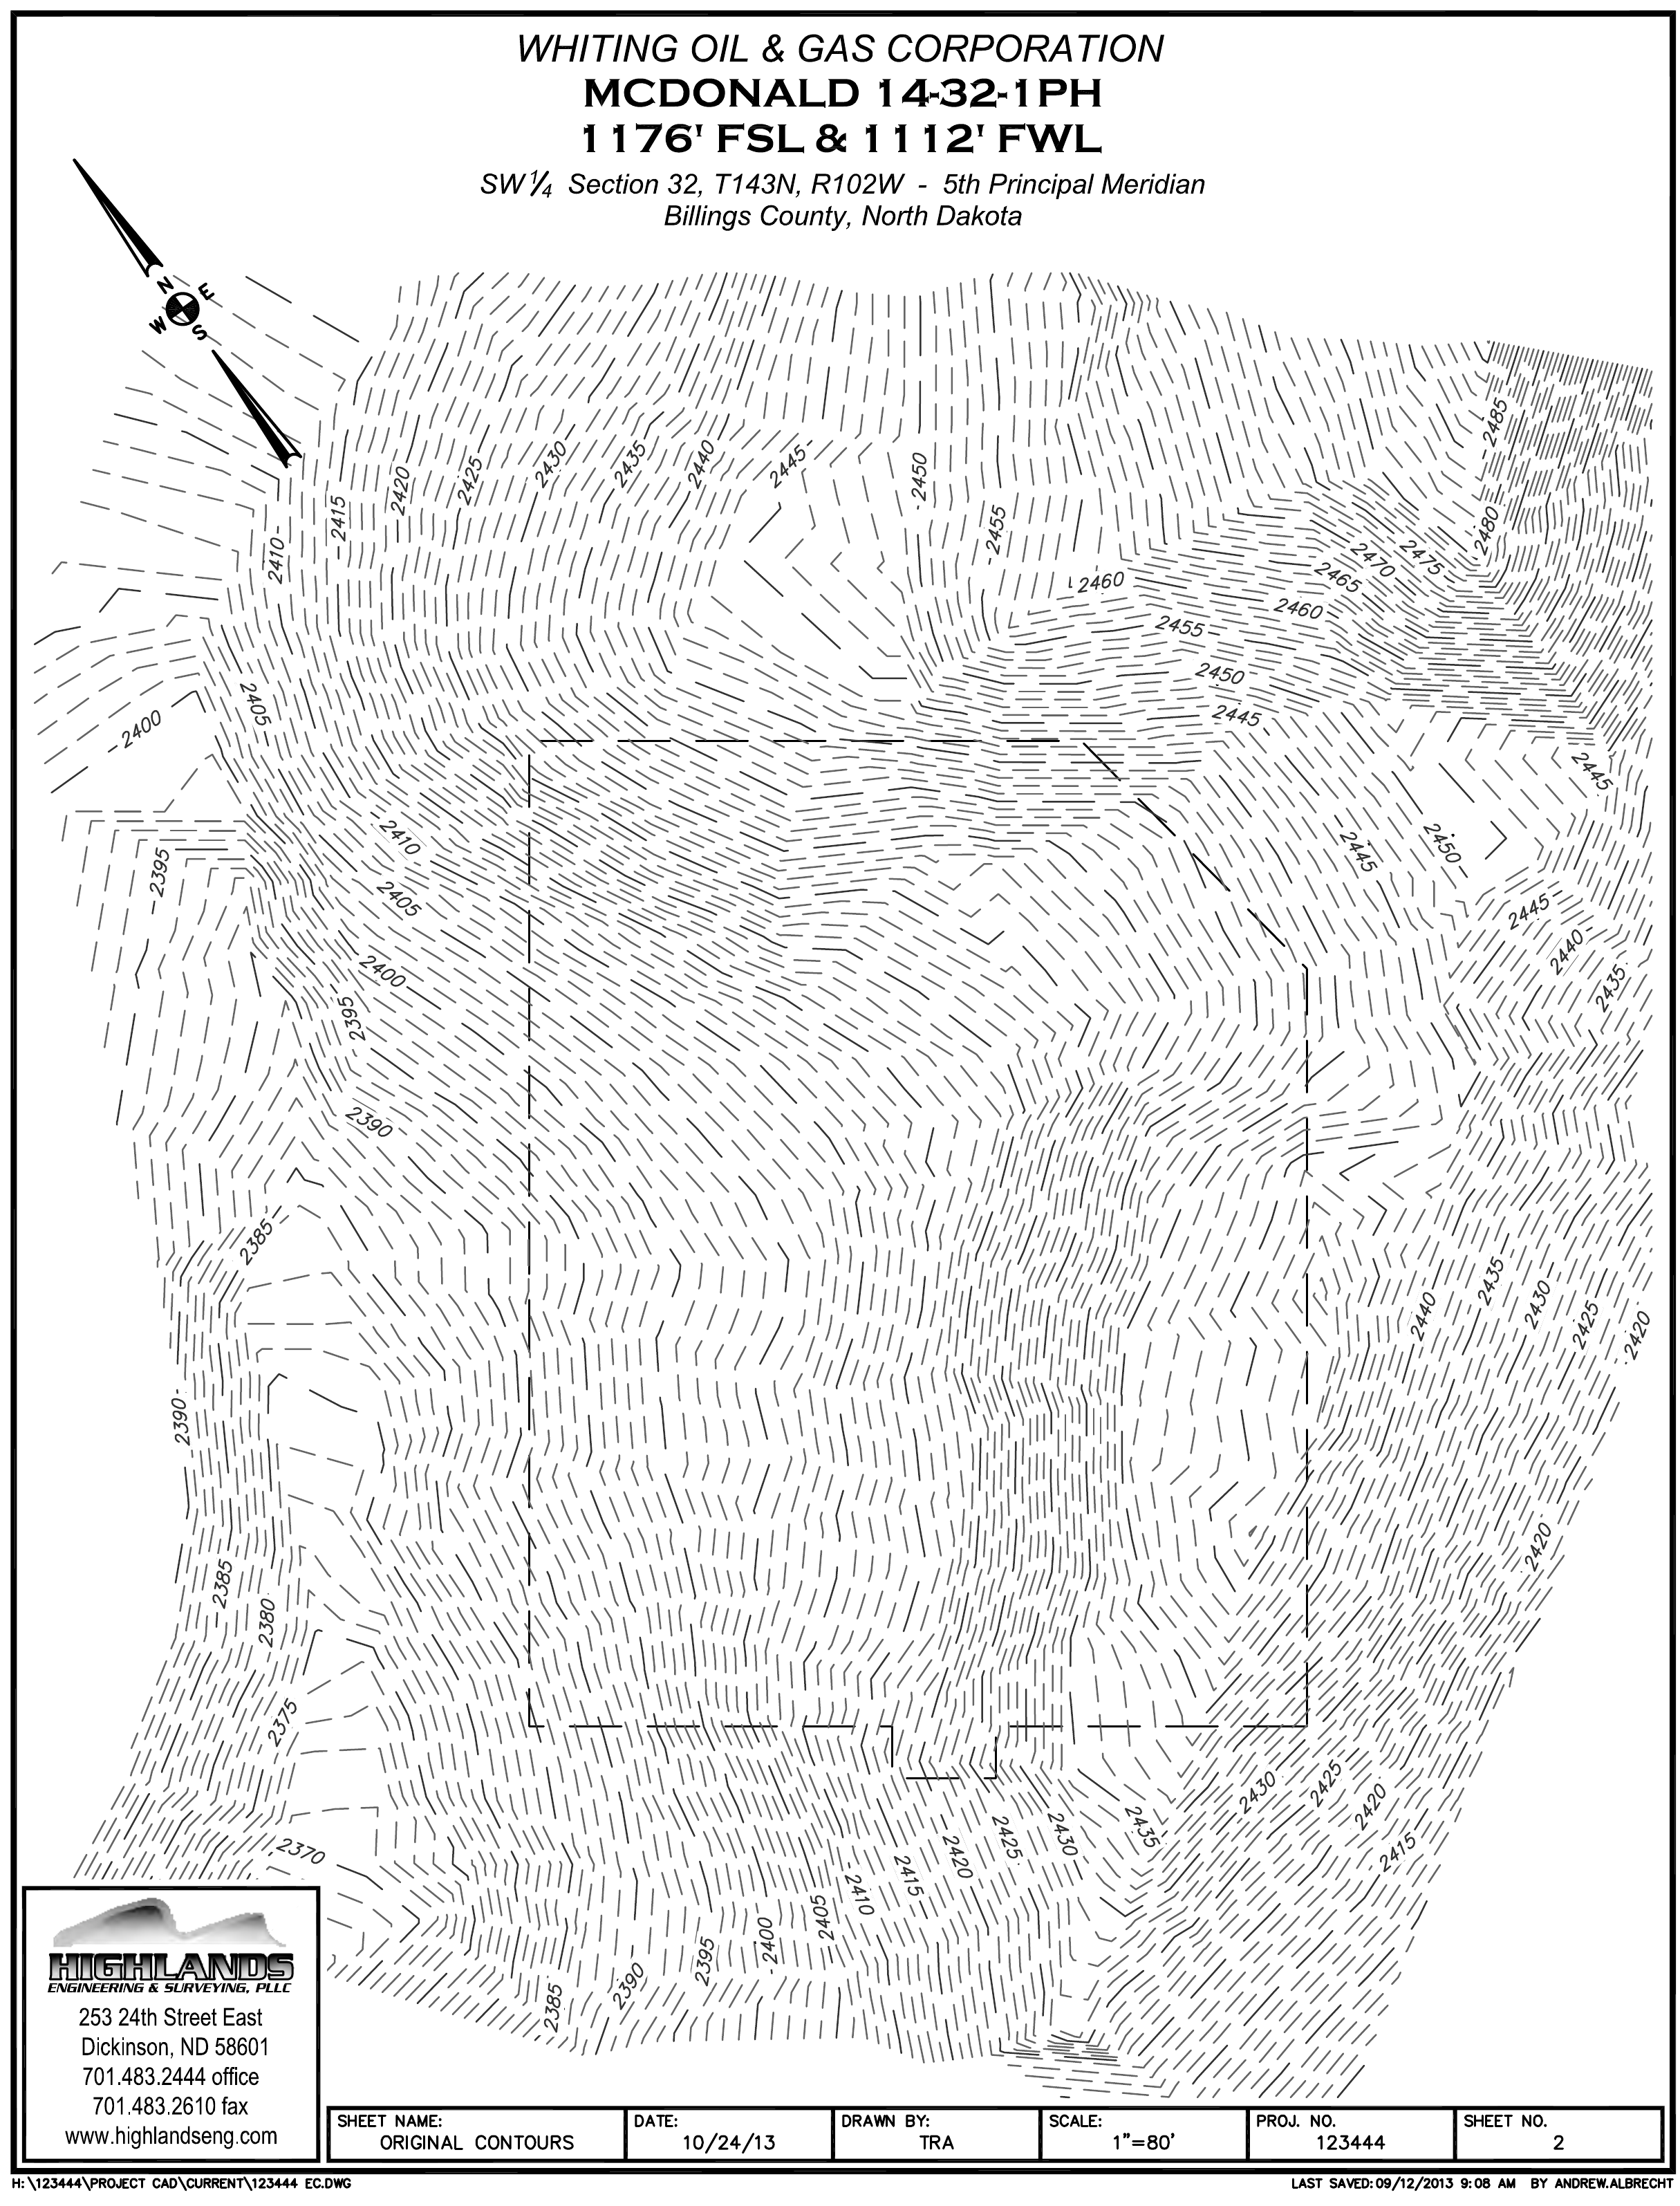 WHITING OIL & GAS CORPORATION
MCDONALD 14-32-1PH
1176' FSL & 1112' FWL
SW 1/4 Section 32, T143N, R102W - 5th Principal Meridian
Billings County, North Dakota
N
E
W
S
2485
2420
2425
2430
2435
2440
2445
2450
2415
2455
2480
2410
2470
2475
2465
2460
2460
2455
2450
2405
2445
2400
2445
2410
2445
2450
2395
2405
2445
2440
2400
2435
2395
2390
2385
2435
2440
2430
2425
2420
2390
2420
2385
2380
2375
2430
2425
2420
2435
2430
2425
2420
2415
2415
2410
2370
2405
2400
2395
2390
2385
HIGHLANDS
ENGINEERING & SURVEYING, PLLC
253 24th Street East
Dickinson, ND 58601
701.483.2444 office
701.483.2610 fax
www.highlandseng.com
SHEET NAME:
ORIGINAL CONTOURS
DATE:
10/24/13
DRAWN BY:
TRA
SCALE:
1"=80'
PROJ. NO.
123444
SHEET NO.
2
H:\123444\PROJECT CAD\CURRENT\123444 EC.DWG
LAST SAVED: 09/12/2013 9:08 AM BY ANDREW.ALBRECHT